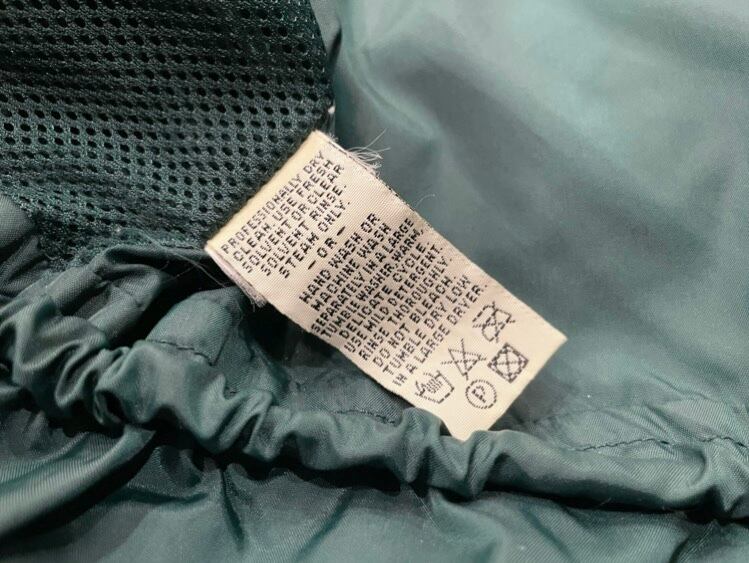 PROFESSIONALLY DRY
CLEAN. USE FRESH
SOLVENT OR CLEAR
SOLVENT RINSE.
STEAM ONLY.
- OR -
HAND WASH OR
MACHINE WASH
SEPARATELY IN A LARGE
TUMBLE WASHER, WARM,
DELICATE CYCLE.
USE MILD DETERGENT.
RINSE THOROUGHLY.
DO NOT BLEACH.
TUMBLE DRY LOW
IN A LARGE DRYER.
P